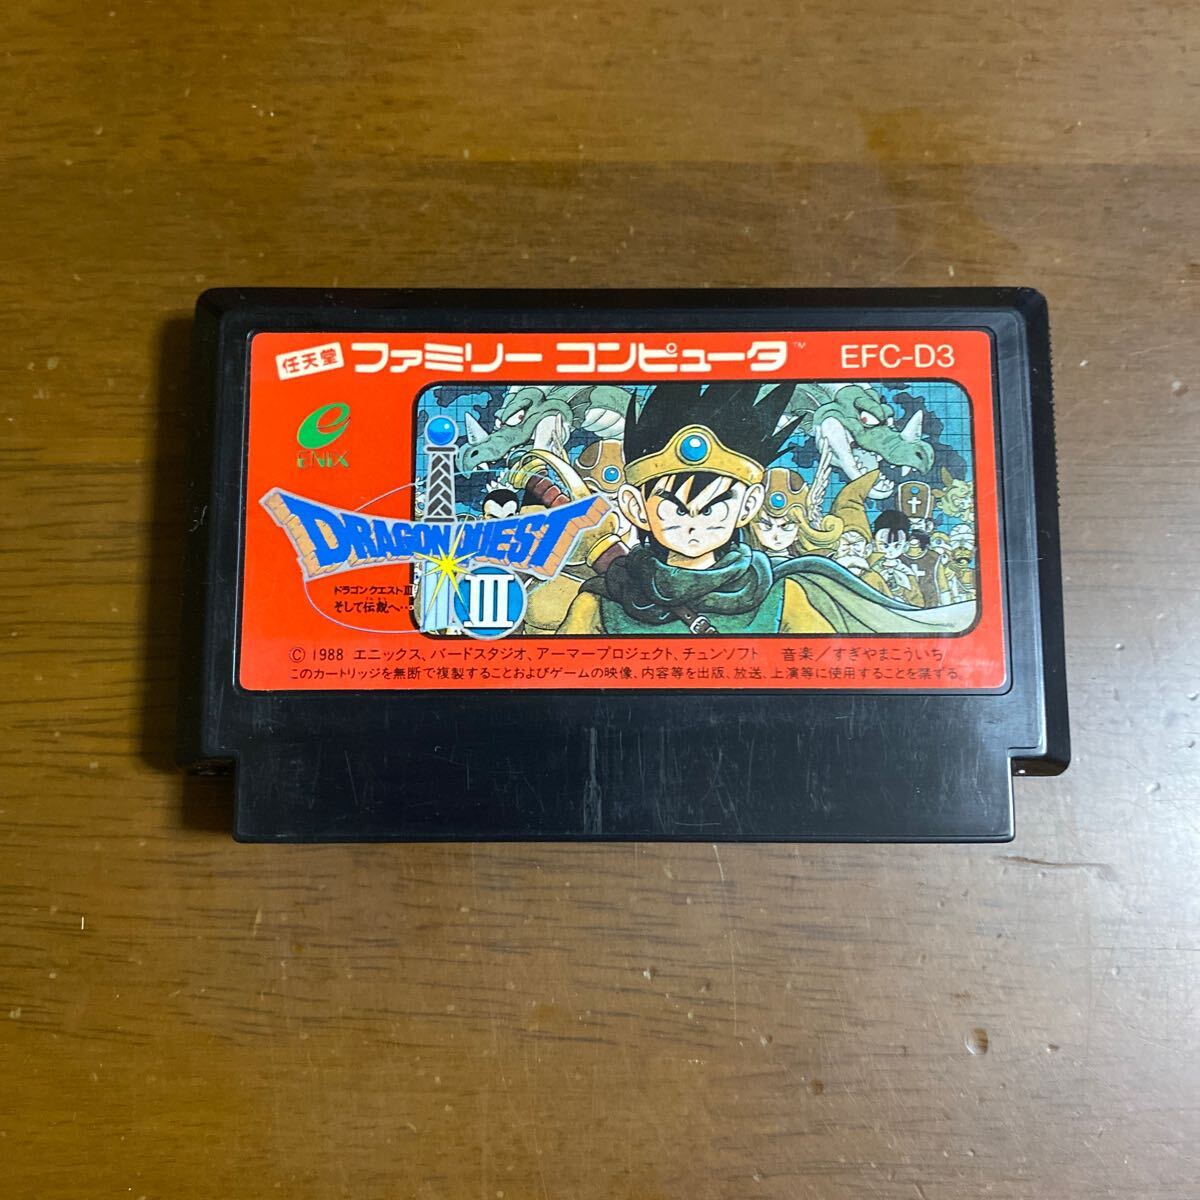 任天堂 ファミリー コンピュータ™ EFC-D3
ENIX
DRAGON QUEST
III
ドラゴンクエストIII
そして伝説へ…
© 1988 エニックス、バードスタジオ、アーマープロジェクト、チュンソフト 音楽／すぎやまこういち
このカートリッジを無断で複製することおよびゲームの映像、内容等を出版、放送、上演等に使用することを禁ずる。